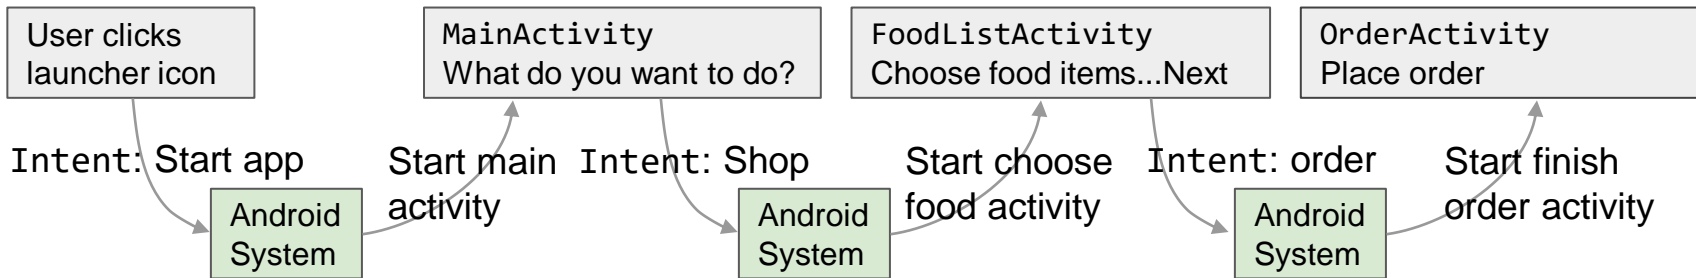 User clicks
launcher icon
MainActivity
What do you want to do?
FoodListActivity
Choose food items...Next
OrderActivity
Place order
Intent: Start app
Start main
activity
Intent: Shop
Start choose
food activity
Intent: order
Start finish
order activity
Android
System
Android
System
Android
System